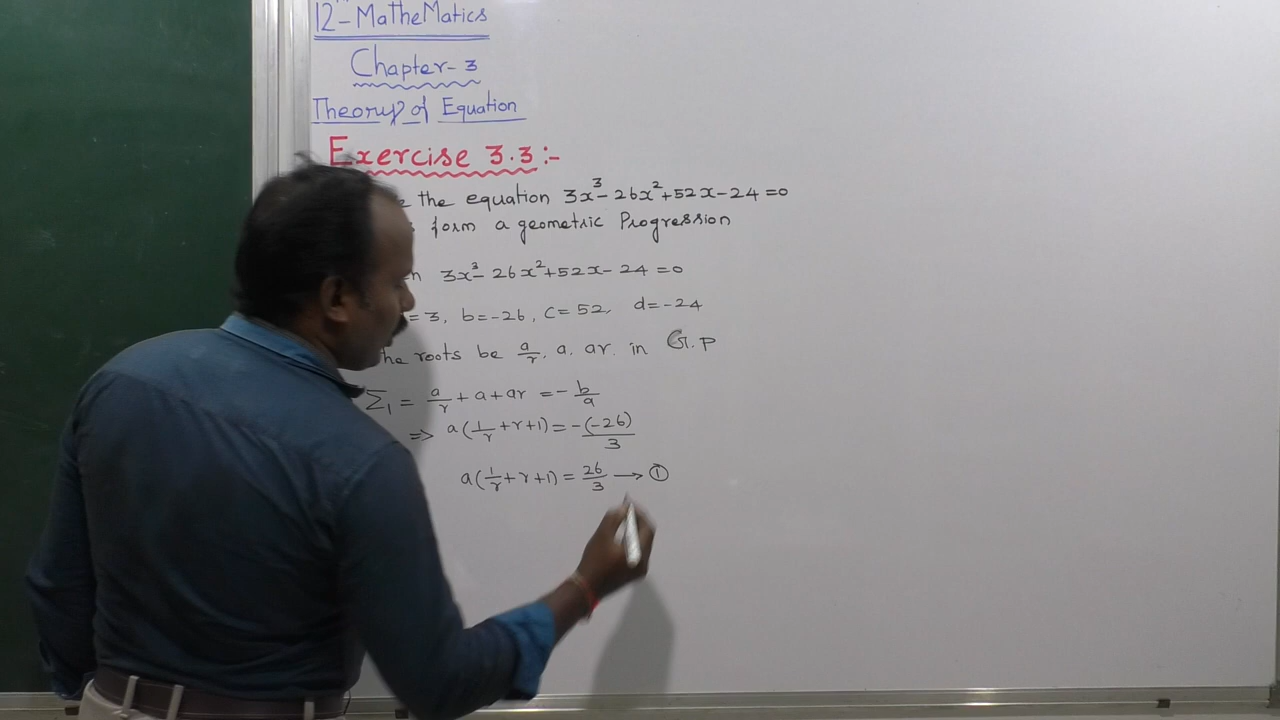 12th - MatheMatics
Chapter - 3
Theory of Equation
Exercise 3.3 :-
the equation 3x³ - 26x² + 52x - 24 = 0
form a geometric Progression
3x³ - 26x² + 52x - 24 = 0
= 3, b = -26, c = 52, d = -24
the roots be a/r, a, ar. in G.P
Σ₁ = a/r + a + ar = - b/a
=> a(1/r + r + 1) = -(-26)/3
a(1/r + r + 1) = 26/3 → ①